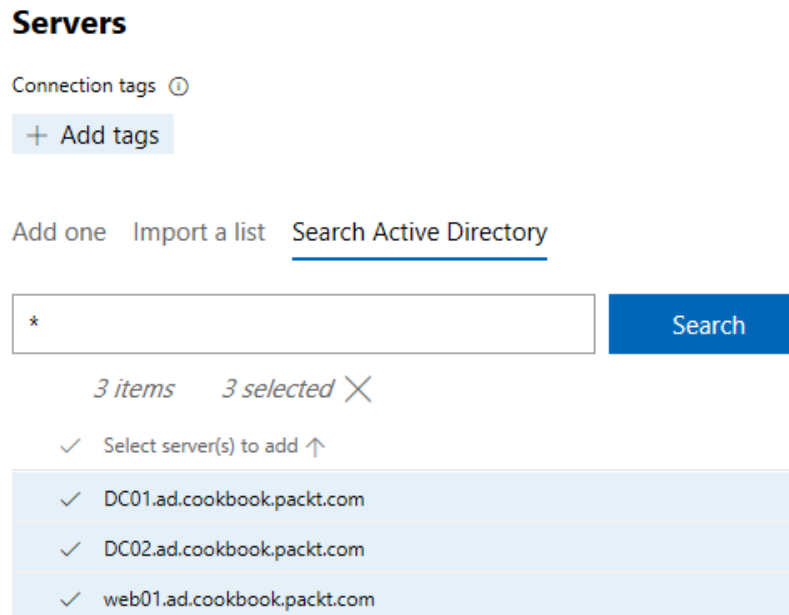 Servers
Connection tags
+ Add tags
Add one Import a list Search Active Directory
* Search
3 items 3 selected
Select server(s) to add ↑
DC01.ad.cookbook.packt.com
DC02.ad.cookbook.packt.com
web01.ad.cookbook.packt.com